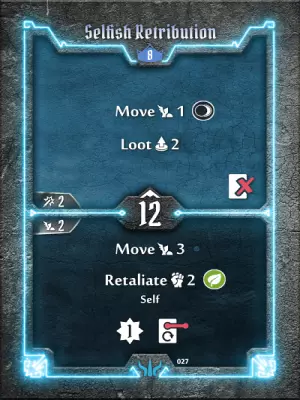 Selfish Retribution
8
Move 1
Loot 2
2
12
2
Move 3
Retaliate 2
Self
1
027